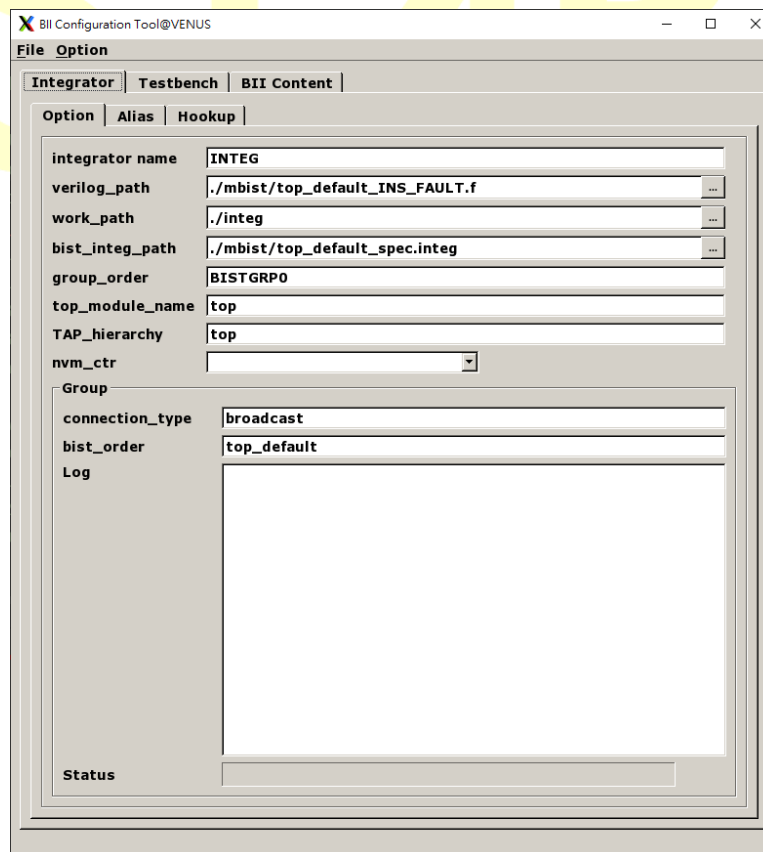 BII Configuration Tool@VENUS
File Option
Integrator Testbench BII Content
Option Alias Hookup
integrator name INTEG
verilog_path ./mbist/top_default_INS_FAULT.f ...
work_path ./integ ...
bist_integ_path ./mbist/top_default_spec.integ ...
group_order BISTGRP0
top_module_name top
TAP_hierarchy top
nvm_ctr
Group
connection_type broadcast
bist_order top_default
Log
Status